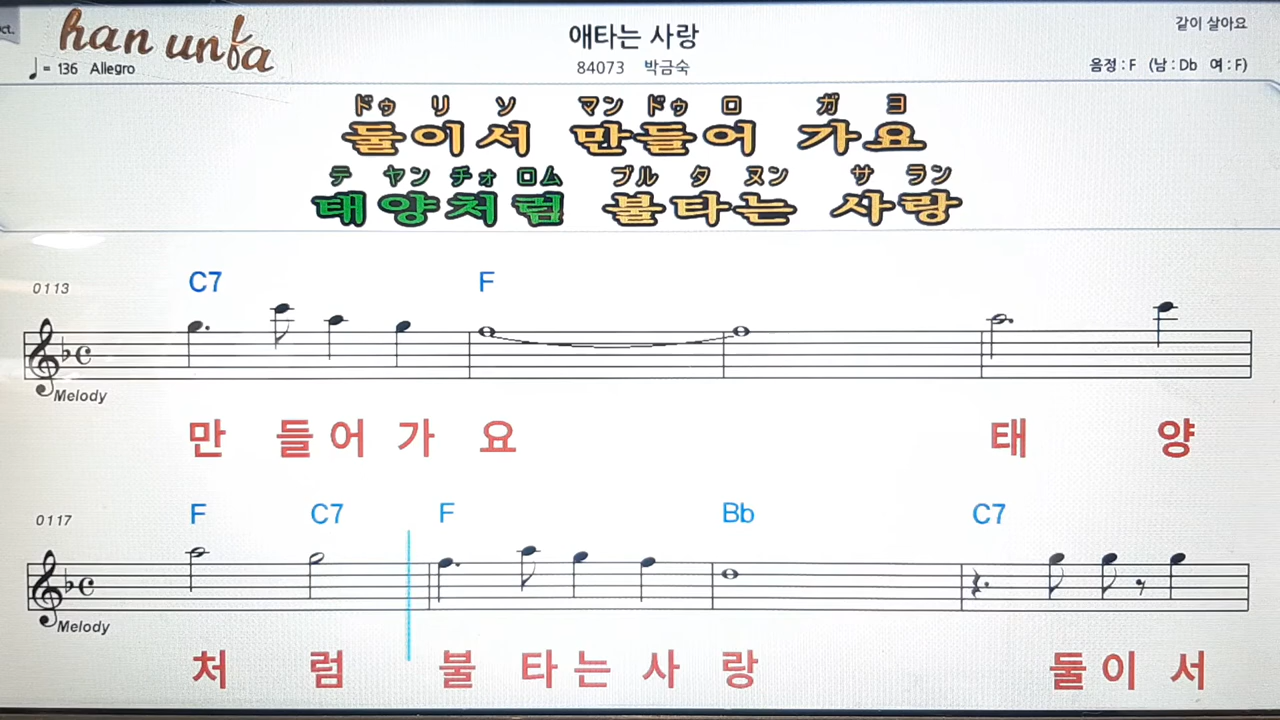 ct.
han unfa
애타는 사랑
같이 살아요
♩= 136 Allegro
84073 박금숙
음정 : F (남 : Db 여 : F)
ドゥ リ ソ マン ドゥ ロ ガ ヨ
둘이서 만들어 가요
テ ヤン チォ ロム ブル タ ヌン サ ラン
태양처럼 불타는 사랑
C7 F
0113
Melody
만 들 어 가 요 태 양
F C7 F Bb C7
0117
Melody
처 럼 불 타 는 사 랑 둘 이 서